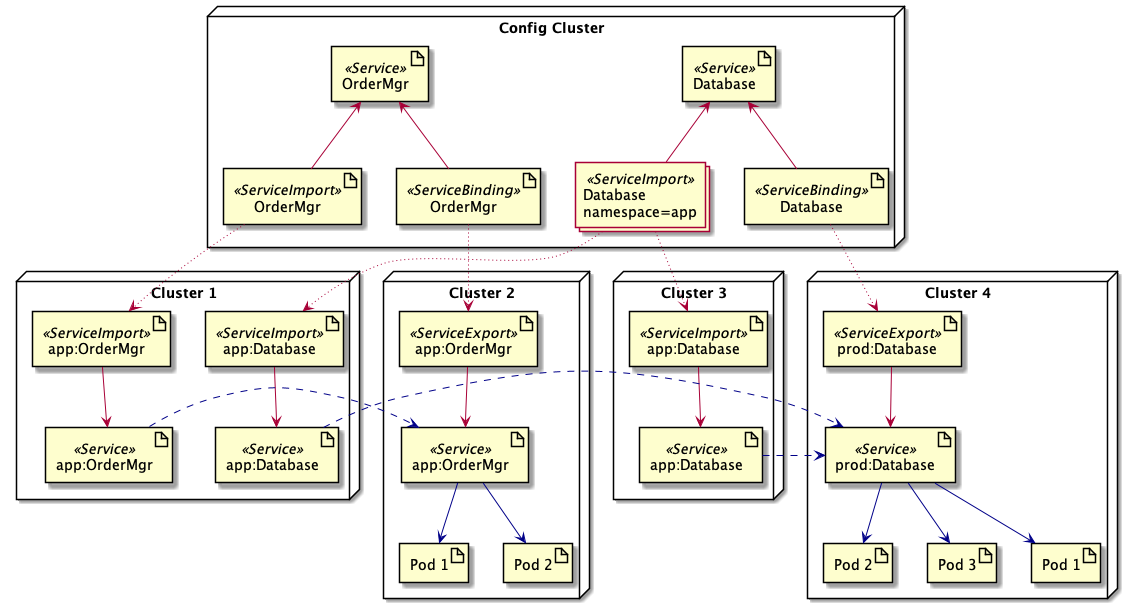 Config Cluster
«Service»
OrderMgr
«Service»
Database
«ServiceImport»
OrderMgr
«ServiceBinding»
OrderMgr
«ServiceImport»
Database
namespace=app
«ServiceBinding»
Database
Cluster 1
«ServiceImport»
app:OrderMgr
«ServiceImport»
app:Database
«Service»
app:OrderMgr
«Service»
app:Database
Cluster 2
«ServiceExport»
app:OrderMgr
«Service»
app:OrderMgr
Pod 1
Pod 2
Cluster 3
«ServiceImport»
app:Database
«Service»
app:Database
Cluster 4
«ServiceExport»
prod:Database
«Service»
prod:Database
Pod 2
Pod 3
Pod 1